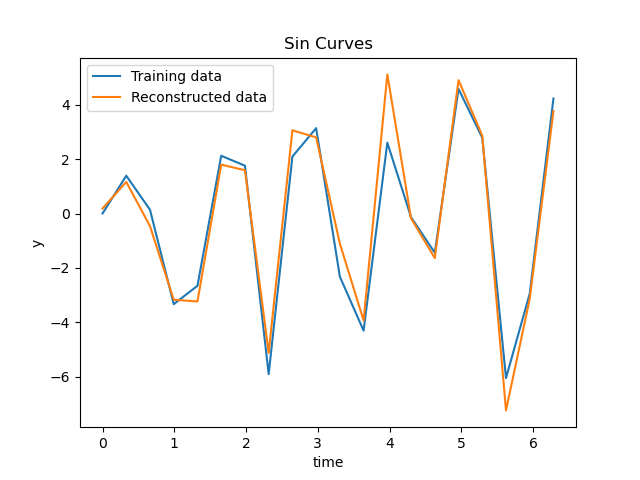 Sin Curves
Training data
Reconstructed data
4
2
0
−2
−4
−6
y
0 1 2 3 4 5 6
time